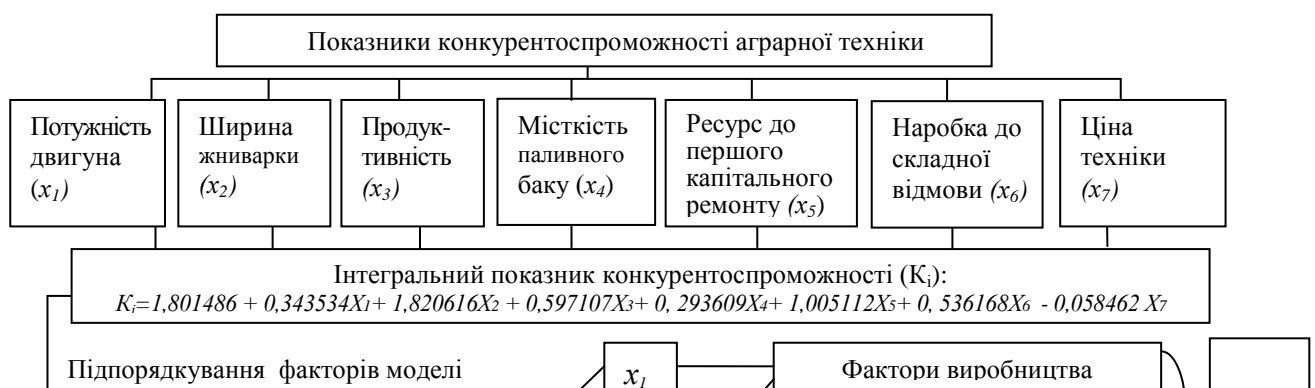 Показники конкурентоспроможності аграрної техніки
Потужність
двигуна
(x1)
Ширина
жниварки
(x2)
Продук-
тивність
(x3)
Місткість
паливного
баку (x4)
Ресурс до
першого
капітального
ремонту (x5)
Наробка до
складної
відмови (x6)
Ціна
техніки
(x7)
Інтегральний показник конкурентоспроможності (Кі):
Кі=1,801486 + 0,343534X1+ 1,820616X2 + 0,597107X3+ 0, 293609X4+ 1,005112X5+ 0, 536168X6 - 0,058462 X7
Підпорядкування факторів моделі
x1
Фактори виробництва